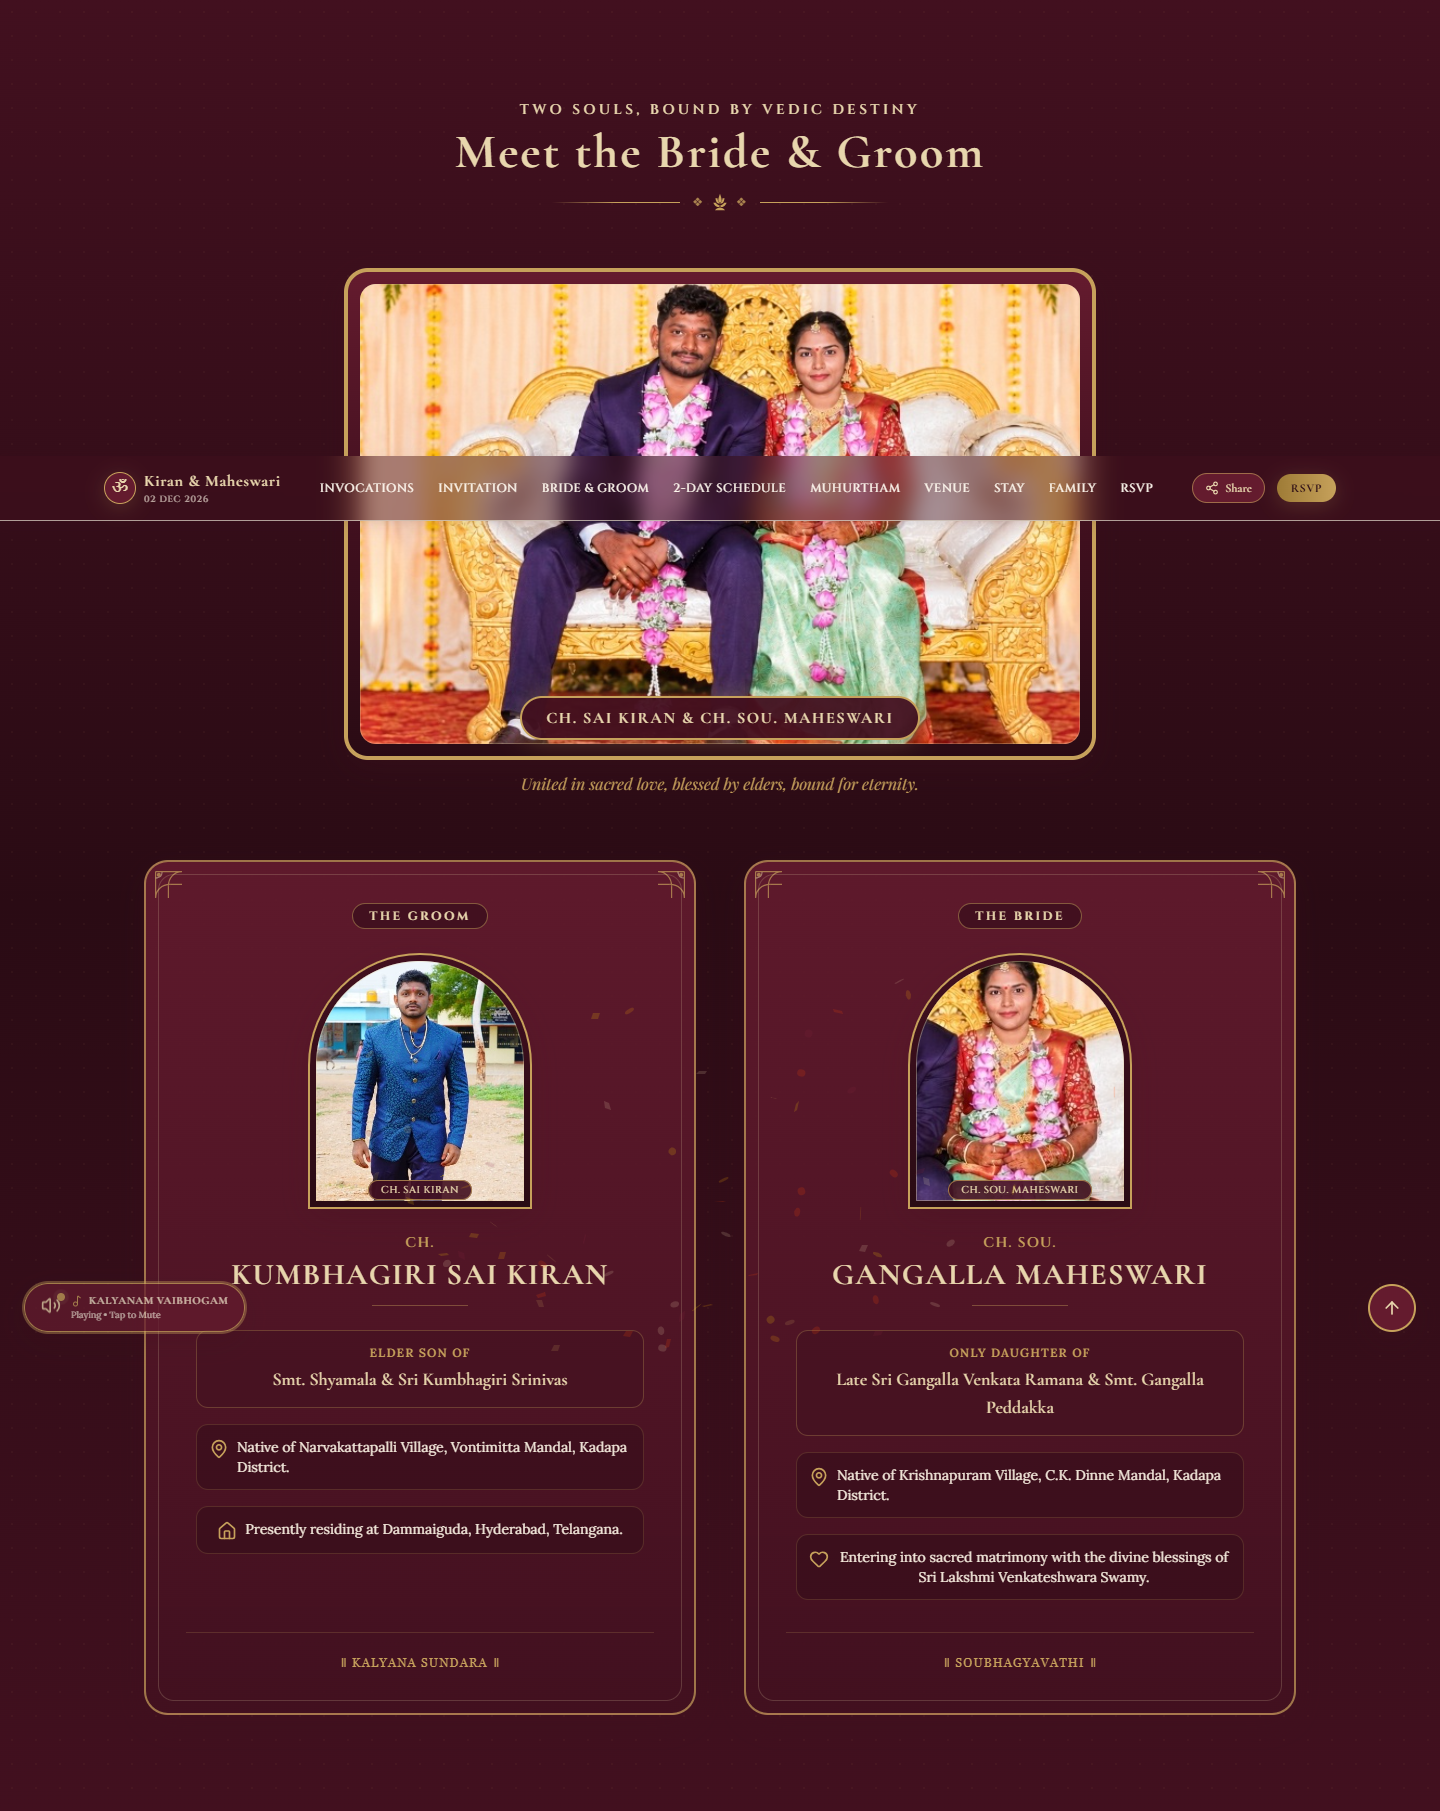 TWO SOULS, BOUND BY VEDIC DESTINY
Meet the Bride & Groom
ॐ
Kiran & Maheswari
02 DEC 2026
INVOCATIONS INVITATION BRIDE & GROOM 2-DAY SCHEDULE MUHURTHAM VENUE STAY FAMILY RSVP
Share
RSVP
CH. SAI KIRAN & CH. SOU. MAHESWARI
United in sacred love, blessed by elders, bound for eternity.
THE GROOM
CH. SAI KIRAN
CH.
KUMBHAGIRI SAI KIRAN
KALYANAM VAIBHOGAM
Playing • Tap to Mute
ELDER SON OF
Smt. Shyamala & Sri Kumbhagiri Srinivas
Native of Narvakattapalli Village, Vontimitta Mandal, Kadapa
District.
Presently residing at Dammaiguda, Hyderabad, Telangana.
॥ KALYANA SUNDARA ॥
THE BRIDE
CH. SOU. MAHESWARI
CH. SOU.
GANGALLA MAHESWARI
ONLY DAUGHTER OF
Late Sri Gangalla Venkata Ramana & Smt. Gangalla
Peddakka
Native of Krishnapuram Village, C.K. Dinne Mandal, Kadapa
District.
Entering into sacred matrimony with the divine blessings of
Sri Lakshmi Venkateshwara Swamy.
॥ SOUBHAGYAVATHI ॥